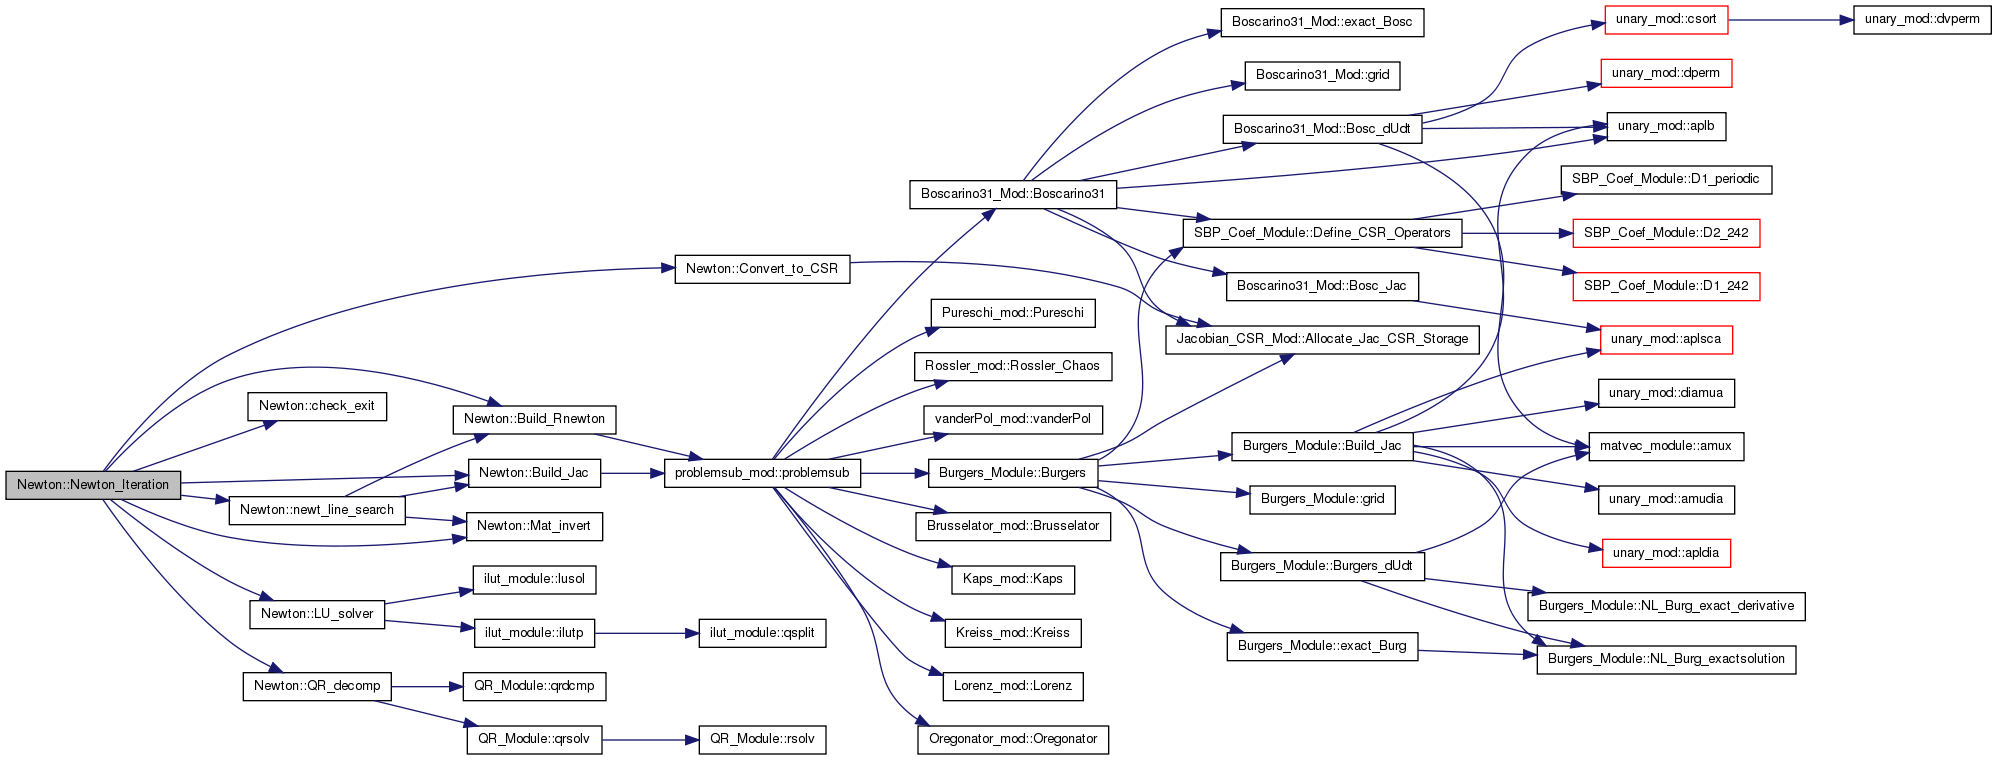 Newton::Newton_Iteration
Newton::Convert_to_CSR
Newton::check_exit
Newton::Build_Rnewton
Newton::Build_Jac
Newton::newt_line_search
Newton::Mat_invert
Newton::LU_solver
ilut_module::lusol
ilut_module::ilutp
ilut_module::qsplit
Newton::QR_decomp
QR_Module::qrdcmp
QR_Module::qrsolv
QR_Module::rsolv
problemsub_mod::problemsub
Boscarino31_Mod::Boscarino31
Pureschi_mod::Pureschi
Rossler_mod::Rossler_Chaos
vanderPol_mod::vanderPol
Burgers_Module::Burgers
Brusselator_mod::Brusselator
Kaps_mod::Kaps
Kreiss_mod::Kreiss
Lorenz_mod::Lorenz
Oregonator_mod::Oregonator
Boscarino31_Mod::exact_Bosc
Boscarino31_Mod::grid
Boscarino31_Mod::Bosc_dUdt
SBP_Coef_Module::Define_CSR_Operators
Boscarino31_Mod::Bosc_Jac
Jacobian_CSR_Mod::Allocate_Jac_CSR_Storage
Burgers_Module::Build_Jac
Burgers_Module::grid
Burgers_Module::Burgers_dUdt
Burgers_Module::exact_Burg
unary_mod::csort
unary_mod::dvperm
unary_mod::dperm
unary_mod::aplb
SBP_Coef_Module::D1_periodic
SBP_Coef_Module::D2_242
SBP_Coef_Module::D1_242
unary_mod::aplsca
unary_mod::diamua
matvec_module::amux
unary_mod::amudia
unary_mod::apldia
Burgers_Module::NL_Burg_exact_derivative
Burgers_Module::NL_Burg_exactsolution